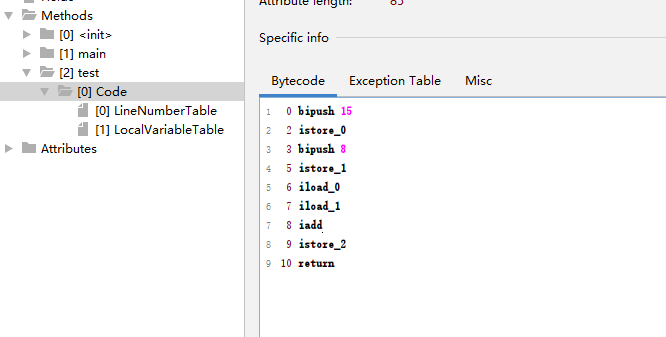 Attribute length: 85
Methods
[0] <init>
[1] main
[2] test
[0] Code
[0] LineNumberTable
[1] LocalVariableTable
Attributes
Specific info
Bytecode Exception Table Misc
1 0 bipush 15
2 2 istore_0
3 3 bipush 8
4 5 istore_1
5 6 iload_0
6 7 iload_1
7 8 iadd
8 9 istore_2
9 10 return